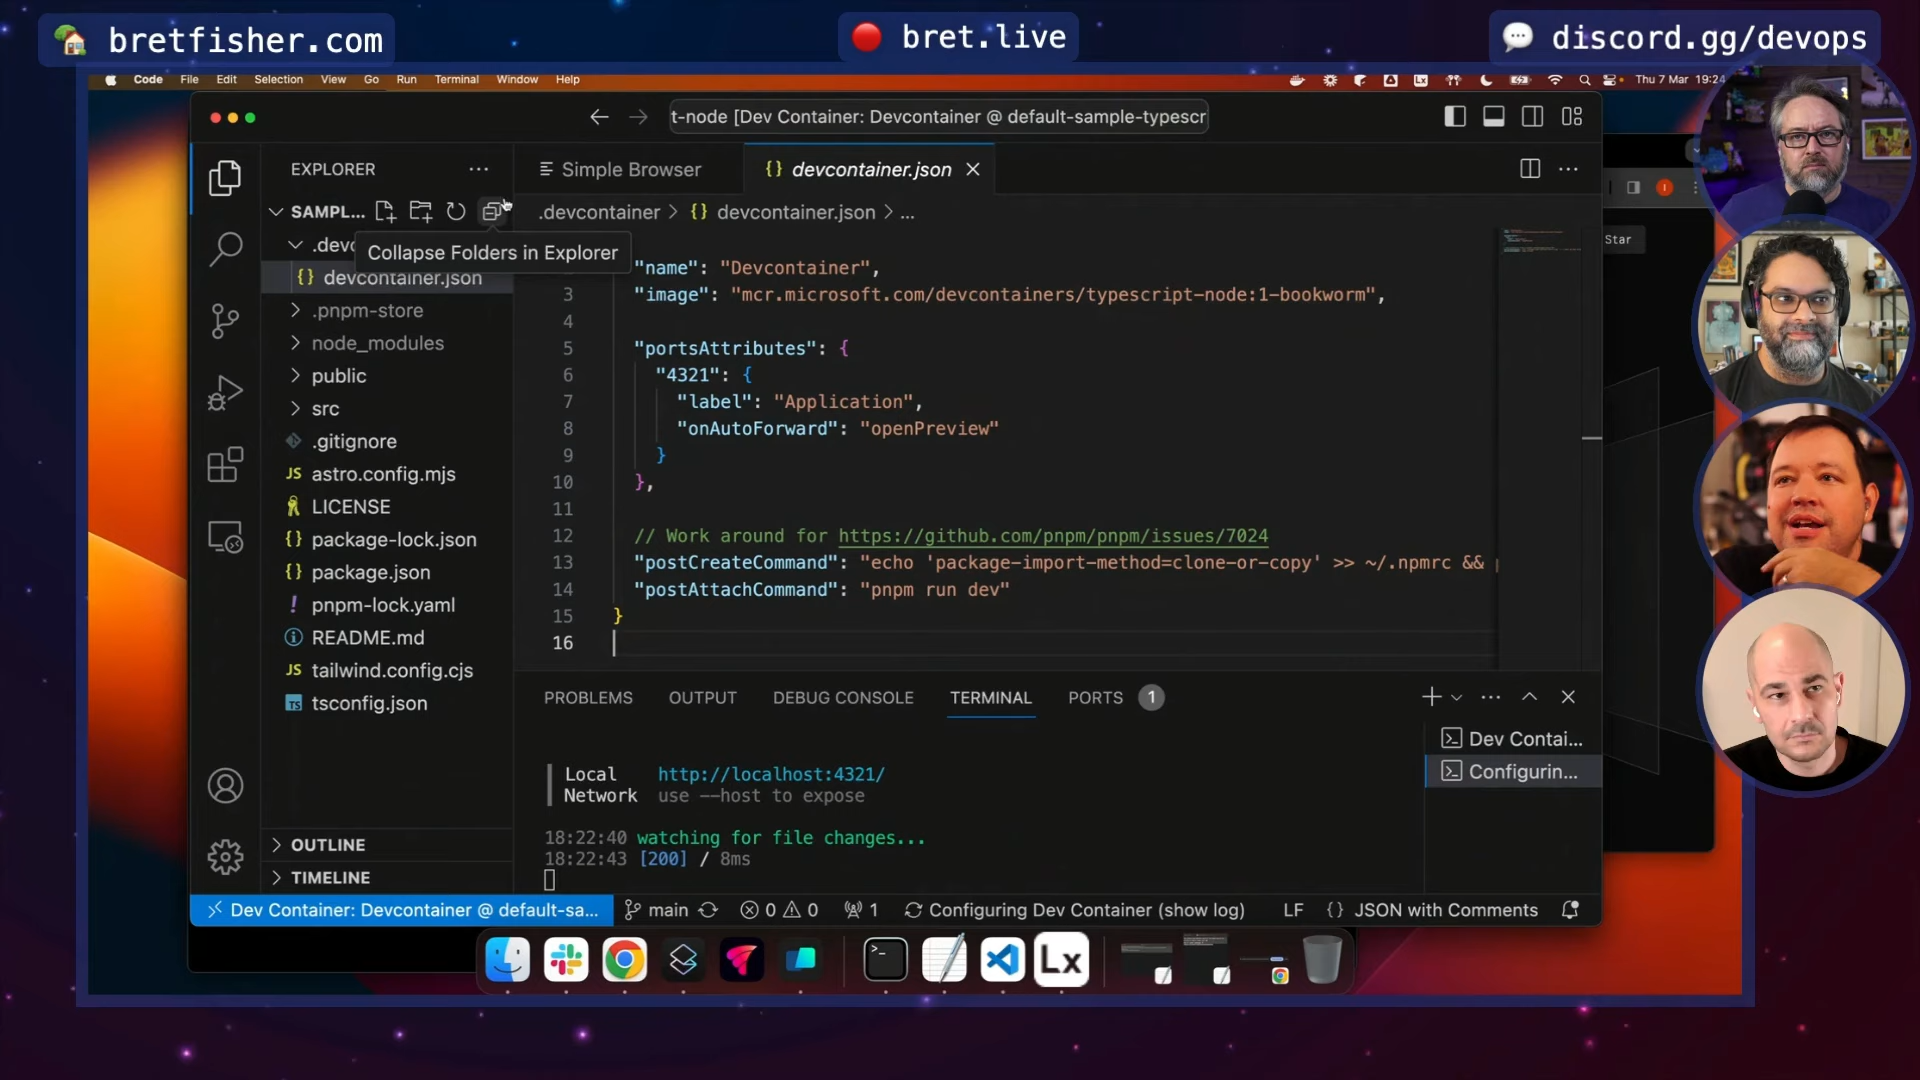 bretfisher.com
bret.live
discord.gg/devops
Code File Edit Selection View Go Run Terminal Window Help
Lx
Thu 7 Mar 19:24
t-node [Dev Container: Devcontainer @ default-sample-typescr
EXPLORER
Simple Browser
{} devcontainer.json
SAMPL...
.devcontainer > {} devcontainer.json > ...
.devc
Collapse Folders in Explorer
{} devcontainer.json
.pnpm-store
node_modules
public
src
.gitignore
JS astro.config.mjs
LICENSE
{} package-lock.json
{} package.json
! pnpm-lock.yaml
README.md
JS tailwind.config.cjs
TS tsconfig.json
OUTLINE
TIMELINE
"name": "Devcontainer",
3 "image": "mcr.microsoft.com/devcontainers/typescript-node:1-bookworm",
4
5 "portsAttributes": {
6 "4321": {
7 "label": "Application",
8 "onAutoForward": "openPreview"
9 }
10 },
11
12 // Work around for https://github.com/pnpm/pnpm/issues/7024
13 "postCreateCommand": "echo 'package-import-method=clone-or-copy' >> ~/.npmrc &&
14 "postAttachCommand": "pnpm run dev"
15 }
16
Star
PROBLEMS OUTPUT DEBUG CONSOLE TERMINAL PORTS 1
Dev Contai...
Configurin...
Local http://localhost:4321/
Network use --host to expose
18:22:40 watching for file changes...
18:22:43 [200] / 8ms
Dev Container: Devcontainer @ default-sa... main 0 0 1 Configuring Dev Container (show log) LF {} JSON with Comments
Lx